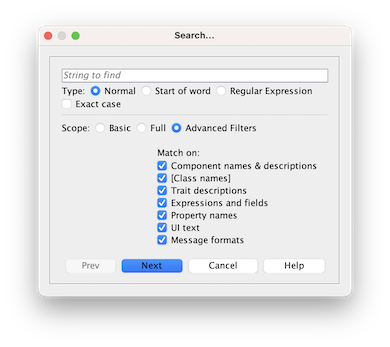 Search...
String to find
Type: Normal Start of word Regular Expression
Exact case
Scope: Basic Full Advanced Filters
Match on:
Component names & descriptions
[Class names]
Trait descriptions
Expressions and fields
Property names
UI text
Message formats
Prev Next Cancel Help